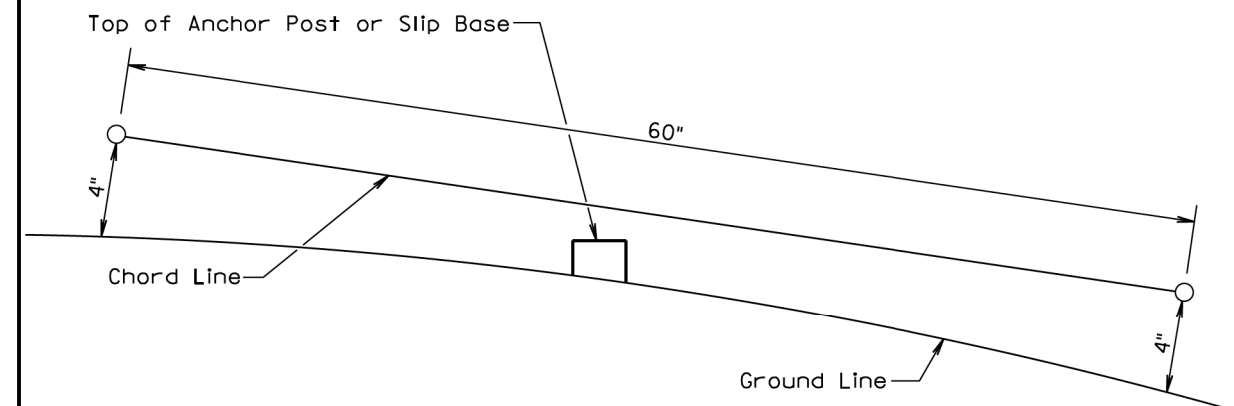 Top of Anchor Post or Slip Base
60"
4"
Chord Line
4"
Ground Line